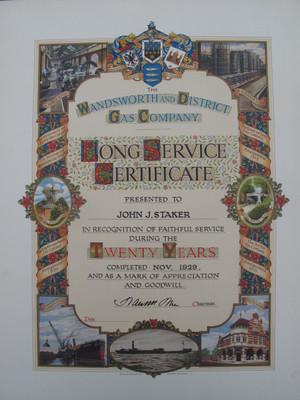 THE
WANDSWORTH AND DISTRICT
GAS COMPANY
LONG SERVICE
CERTIFICATE
PRESENTED TO
JOHN J. STAKER
IN RECOGNITION OF FAITHFUL SERVICE
DURING THE
TWENTY YEARS
COMPLETED NOV. 1929,
AND AS A MARK OF APPRECIATION
AND GOODWILL.
Chairman.
Date